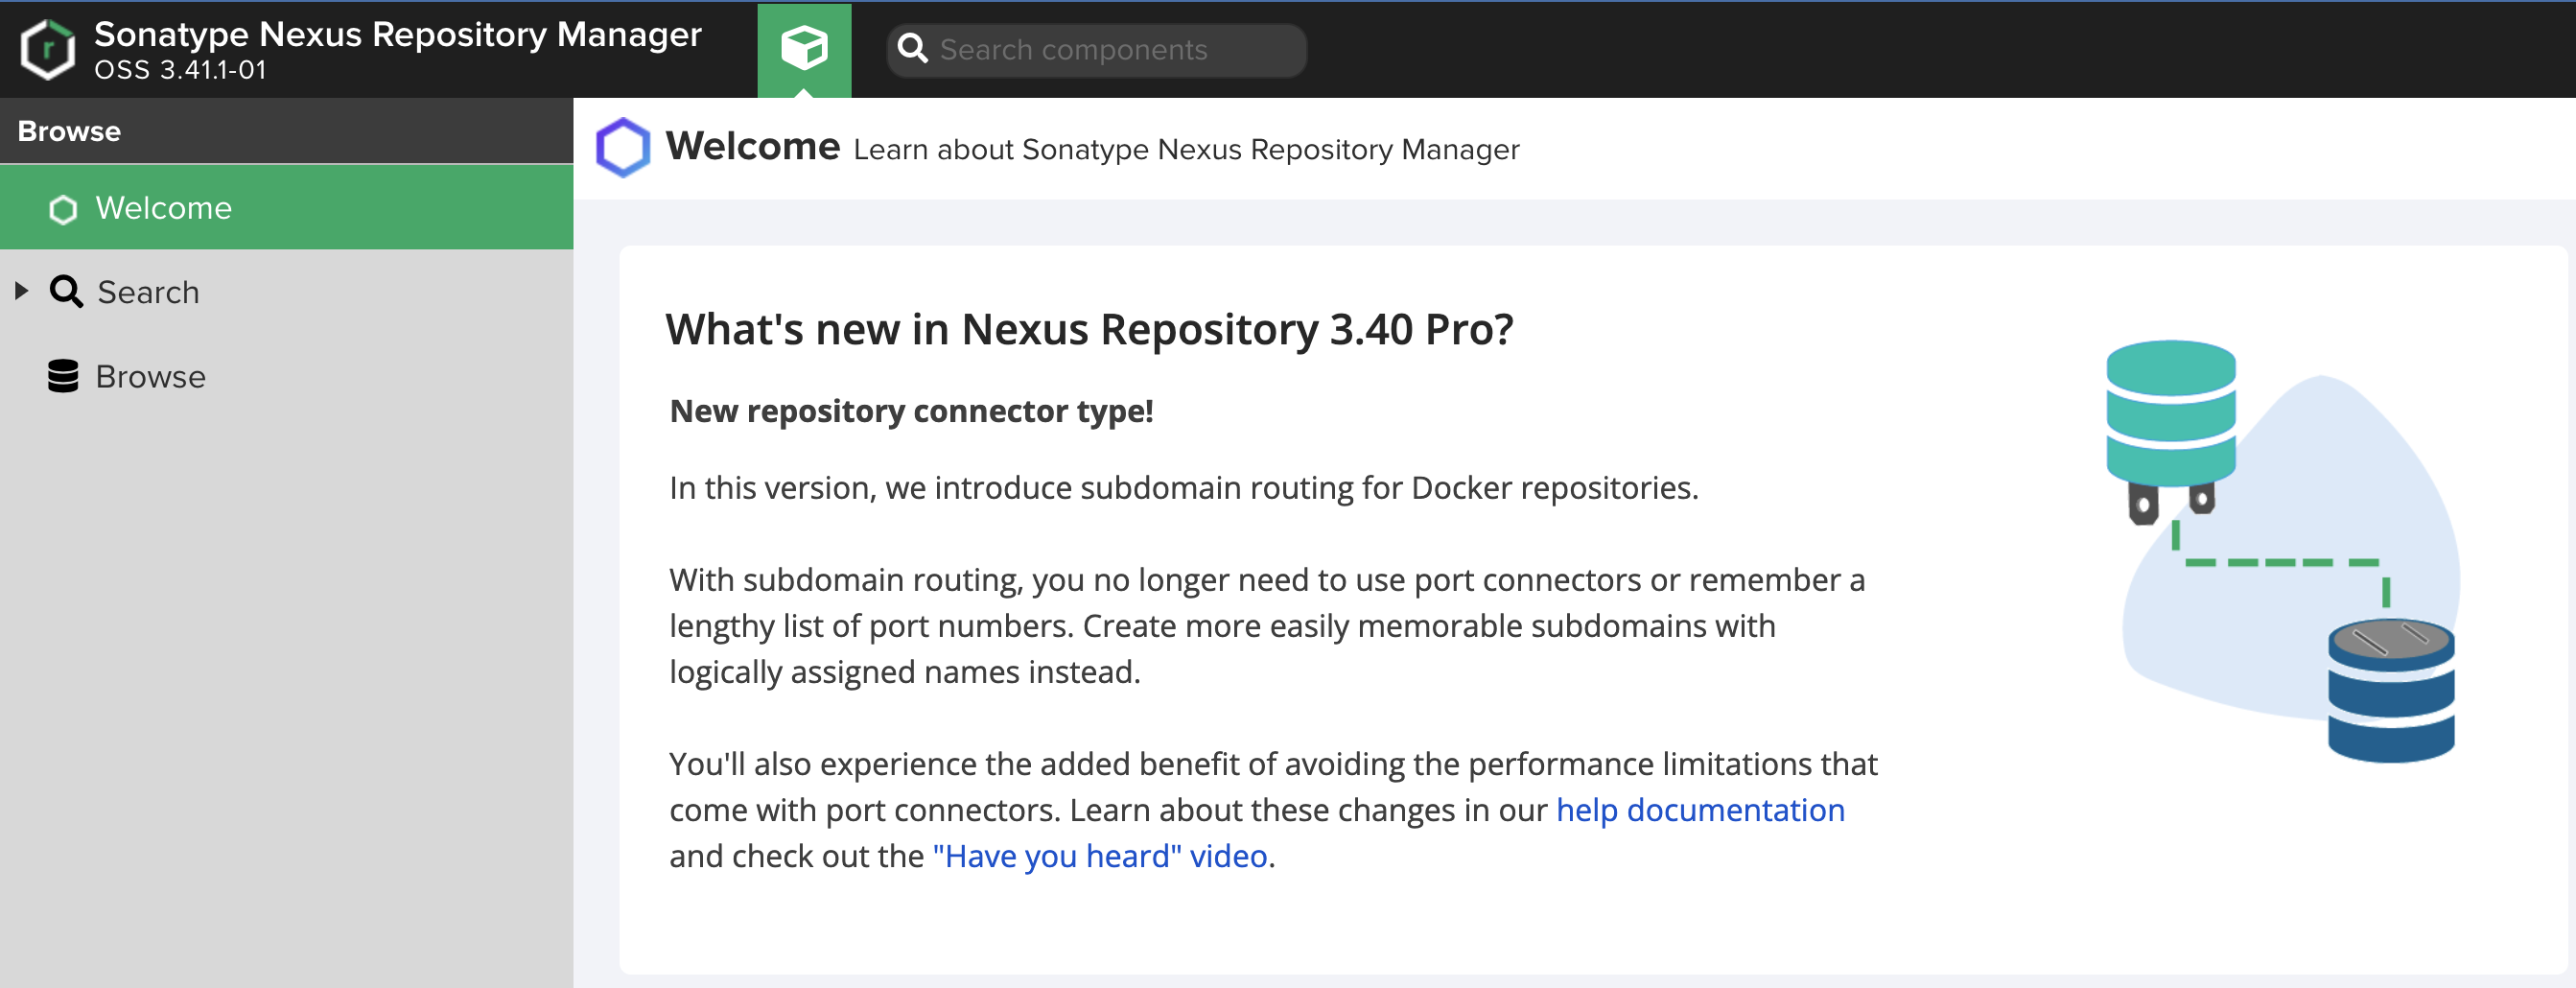 Sonatype Nexus Repository Manager
OSS 3.41.1-01
Search components
Browse
Welcome
Search
Browse
Welcome Learn about Sonatype Nexus Repository Manager
What's new in Nexus Repository 3.40 Pro?
New repository connector type!
In this version, we introduce subdomain routing for Docker repositories.
With subdomain routing, you no longer need to use port connectors or remember a
lengthy list of port numbers. Create more easily memorable subdomains with
logically assigned names instead.
You'll also experience the added benefit of avoiding the performance limitations that
come with port connectors. Learn about these changes in our help documentation
and check out the "Have you heard" video.